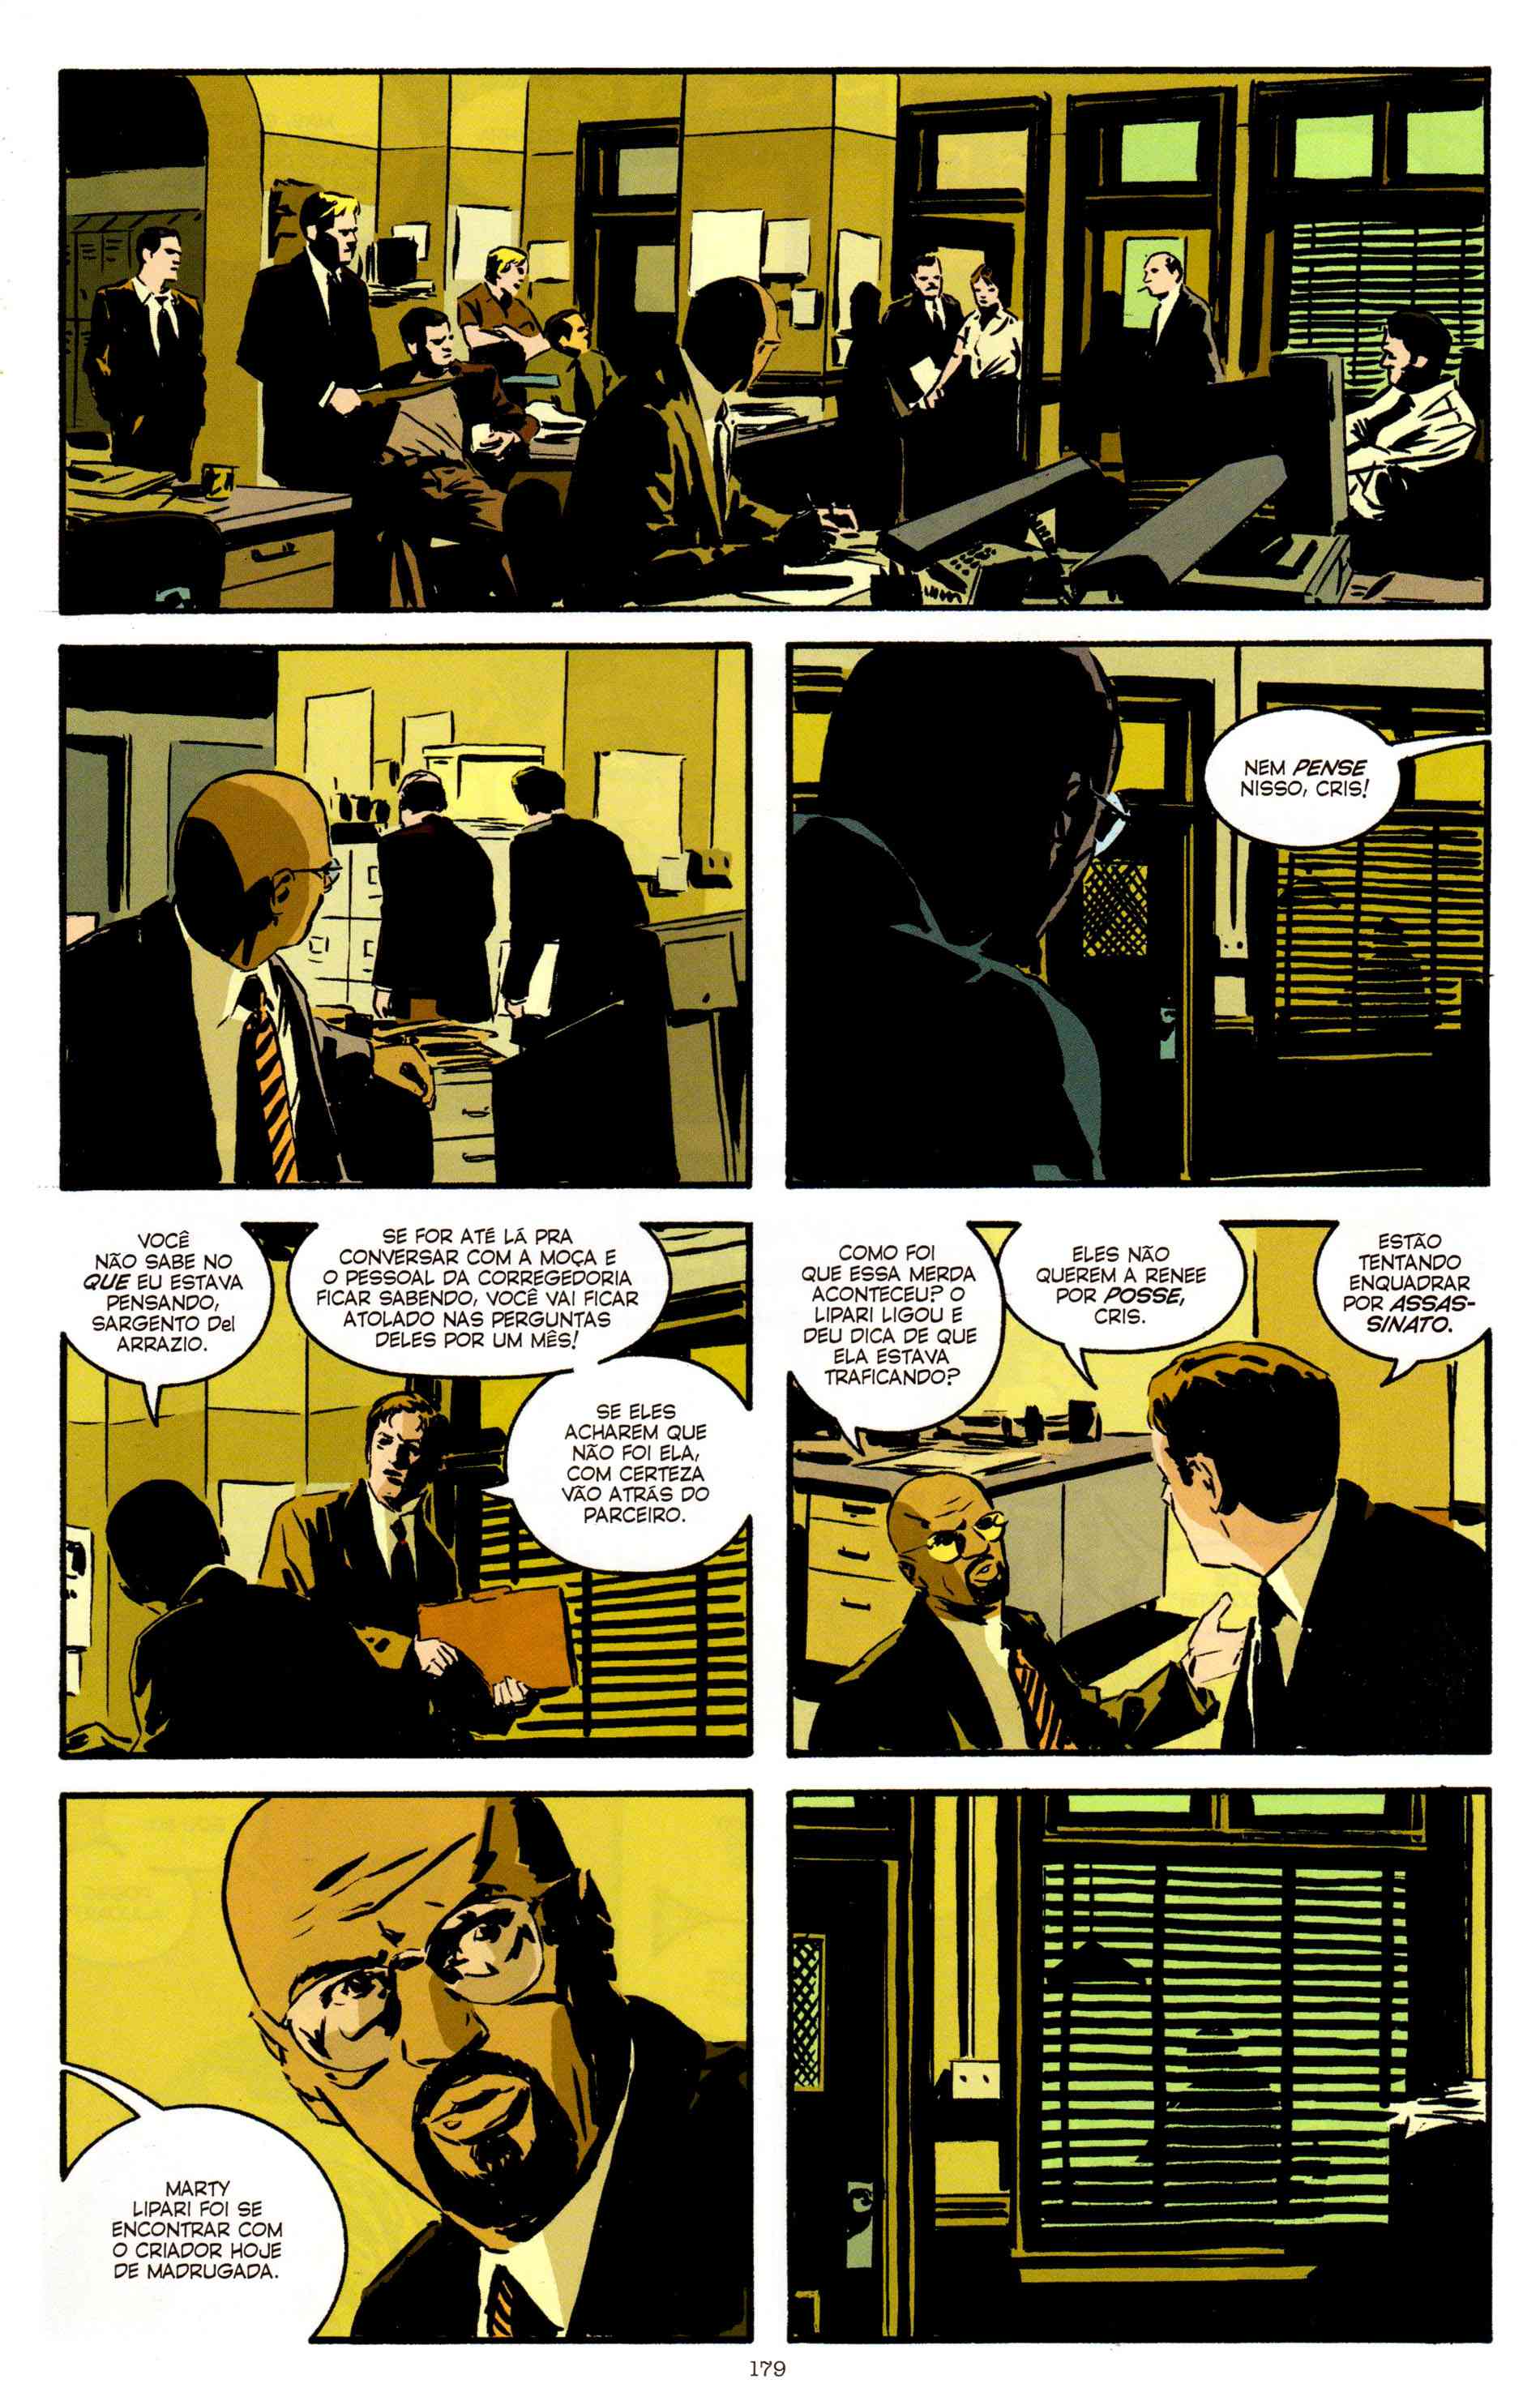 NEM PENSE
NISSO, CRIS!
VOCÊ
NÃO SABE NO
QUE EU ESTAVA
PENSANDO,
SARGENTO Del
ARRAZIO.
SE FOR ATÉ LÁ PRA
CONVERSAR COM A MOÇA E
O PESSOAL DA CORREGEDORIA
FICAR SABENDO, VOCÊ VAI FICAR
ATOLADO NAS PERGUNTAS
DELES POR UM MÊS!
SE ELES
ACHAREM QUE
NÃO FOI ELA,
COM CERTEZA
VÃO ATRÁS DO
PARCEIRO.
COMO FOI
QUE ESSA MERDA
ACONTECEU? O
LIPARI LIGOU E
DEU DICA DE QUE
ELA ESTAVA
TRAFICANDO?
ELES NÃO
QUEREM A RENEE
POR POSSE,
CRIS.
ESTÃO
TENTANDO
ENQUADRAR
POR ASSAS-
SINATO.
MARTY
LIPARI FOI SE
ENCONTRAR COM
O CRIADOR HOJE
DE MADRUGADA.
179